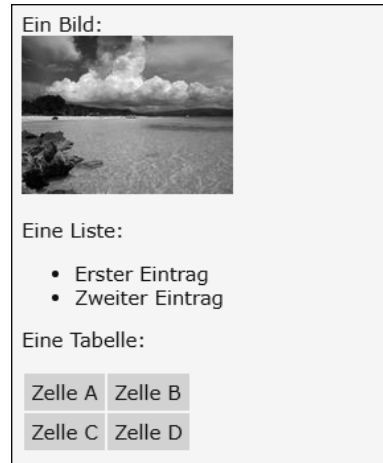 Ein Bild:
Eine Liste:
• Erster Eintrag
• Zweiter Eintrag
Eine Tabelle:
Zelle A Zelle B
Zelle C Zelle D